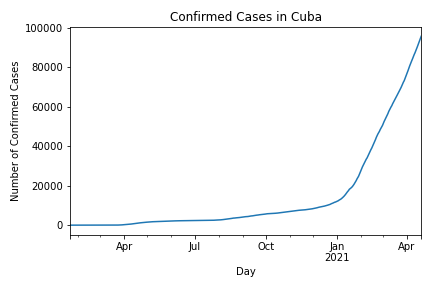 Confirmed Cases in Cuba
Number of Confirmed Cases
100000
80000
60000
40000
20000
0
Apr
Jul
Oct
Jan
2021
Apr
Day